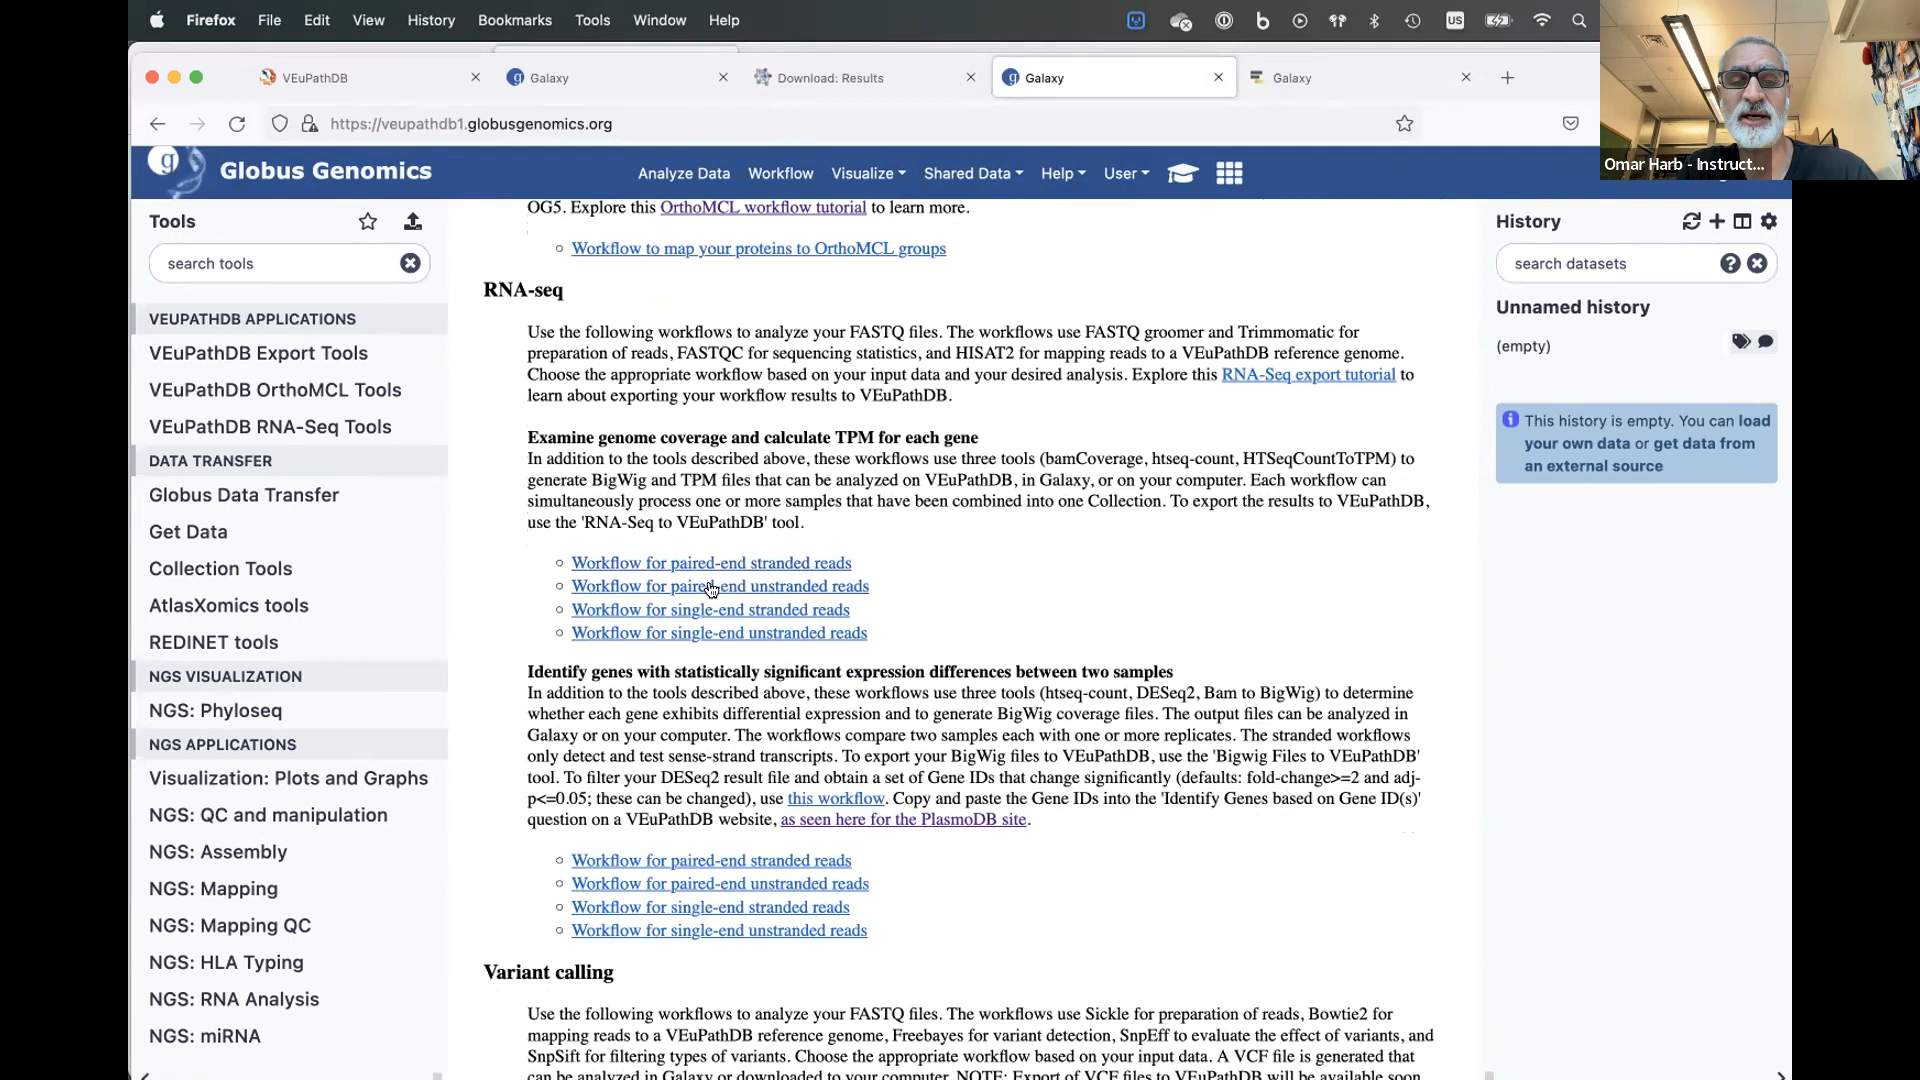 Firefox File Edit View History Bookmarks Tools Window Help
US
VEuPathDB
Galaxy
Download: Results
Galaxy
Galaxy
https://veupathdb1.globusgenomics.org
Omar Harb - Instruct...
Globus Genomics
Analyze Data Workflow Visualize Shared Data Help User
Tools
search tools
VEUPATHDB APPLICATIONS
VEuPathDB Export Tools
VEuPathDB OrthoMCL Tools
VEuPathDB RNA-Seq Tools
DATA TRANSFER
Globus Data Transfer
Get Data
Collection Tools
AtlasXomics tools
REDINET tools
NGS VISUALIZATION
NGS: Phyloseq
NGS APPLICATIONS
Visualization: Plots and Graphs
NGS: QC and manipulation
NGS: Assembly
NGS: Mapping
NGS: Mapping QC
NGS: HLA Typing
NGS: RNA Analysis
NGS: miRNA
OG5. Explore this OrthoMCL workflow tutorial to learn more.
Workflow to map your proteins to OrthoMCL groups
RNA-seq
Use the following workflows to analyze your FASTQ files. The workflows use FASTQ groomer and Trimmomatic for
preparation of reads, FASTQC for sequencing statistics, and HISAT2 for mapping reads to a VEuPathDB reference genome.
Choose the appropriate workflow based on your input data and your desired analysis. Explore this RNA-Seq export tutorial to
learn about exporting your workflow results to VEuPathDB.
Examine genome coverage and calculate TPM for each gene
In addition to the tools described above, these workflows use three tools (bamCoverage, htseq-count, HTSeqCountToTPM) to
generate BigWig and TPM files that can be analyzed on VEuPathDB, in Galaxy, or on your computer. Each workflow can
simultaneously process one or more samples that have been combined into one Collection. To export the results to VEuPathDB,
use the 'RNA-Seq to VEuPathDB' tool.
Workflow for paired-end stranded reads
Workflow for paired-end unstranded reads
Workflow for single-end stranded reads
Workflow for single-end unstranded reads
Identify genes with statistically significant expression differences between two samples
In addition to the tools described above, these workflows use three tools (htseq-count, DESeq2, Bam to BigWig) to determine
whether each gene exhibits differential expression and to generate BigWig coverage files. The output files can be analyzed in
Galaxy or on your computer. The workflows compare two samples each with one or more replicates. The stranded workflows
only detect and test sense-strand transcripts. To export your BigWig files to VEuPathDB, use the 'Bigwig Files to VEuPathDB'
tool. To filter your DESeq2 result file and obtain a set of Gene IDs that change significantly (defaults: fold-change>=2 and adj-
p<=0.05; these can be changed), use this workflow. Copy and paste the Gene IDs into the 'Identify Genes based on Gene ID(s)'
question on a VEuPathDB website, as seen here for the PlasmoDB site.
Workflow for paired-end stranded reads
Workflow for paired-end unstranded reads
Workflow for single-end stranded reads
Workflow for single-end unstranded reads
Variant calling
Use the following workflows to analyze your FASTQ files. The workflows use Sickle for preparation of reads, Bowtie2 for
mapping reads to a VEuPathDB reference genome, Freebayes for variant detection, SnpEff to evaluate the effect of variants, and
SnpSift for filtering types of variants. Choose the appropriate workflow based on your input data. A VCF file is generated that
can be analyzed in Galaxy or downloaded to your computer. NOTE: Export of VCF files to VEuPathDB will be available soon
History
search datasets
Unnamed history
(empty)
This history is empty. You can load
your own data or get data from
an external source